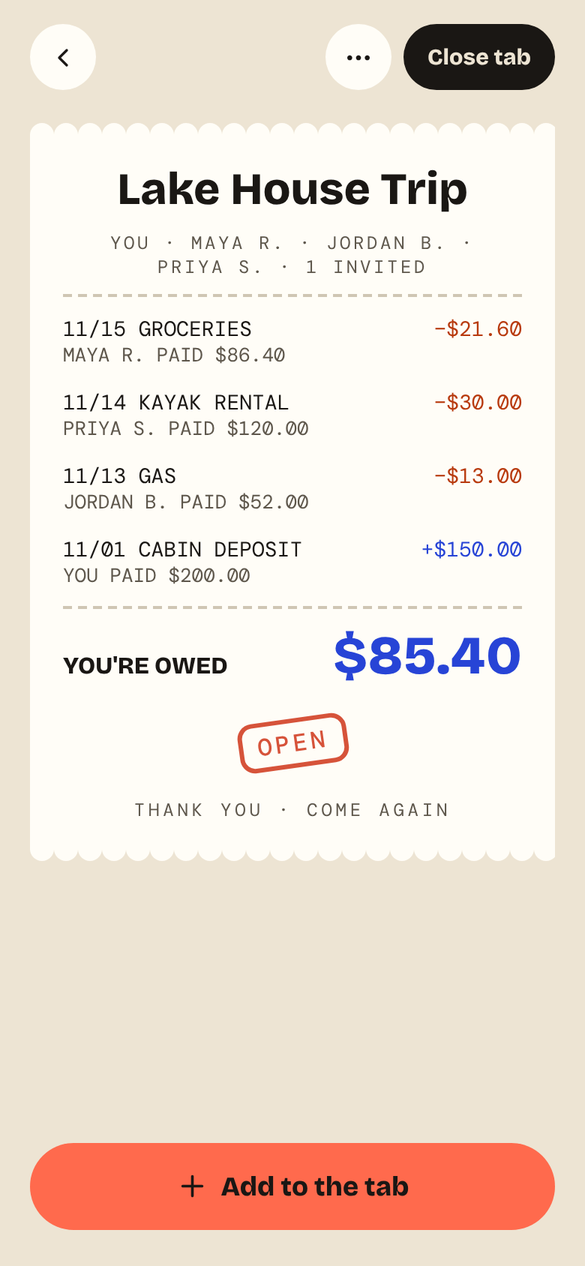 Close tab
Lake House Trip
YOU · MAYA R. · JORDAN B. ·
PRIYA S. · 1 INVITED
11/15 GROCERIES −$21.60
MAYA R. PAID $86.40
11/14 KAYAK RENTAL −$30.00
PRIYA S. PAID $120.00
11/13 GAS −$13.00
JORDAN B. PAID $52.00
11/01 CABIN DEPOSIT +$150.00
YOU PAID $200.00
YOU'RE OWED $85.40
OPEN
THANK YOU · COME AGAIN
Add to the tab